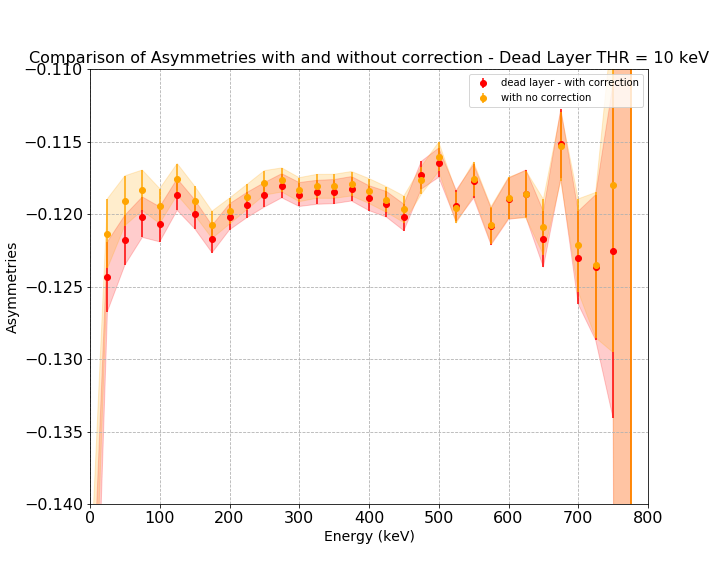 Comparison of Asymmetries with and without correction - Dead Layer THR = 10 keV
dead layer - with correction
with no correction
−0.110
−0.115
−0.120
−0.125
−0.130
−0.135
−0.140
Asymmetries
0 100 200 300 400 500 600 700 800
Energy (keV)